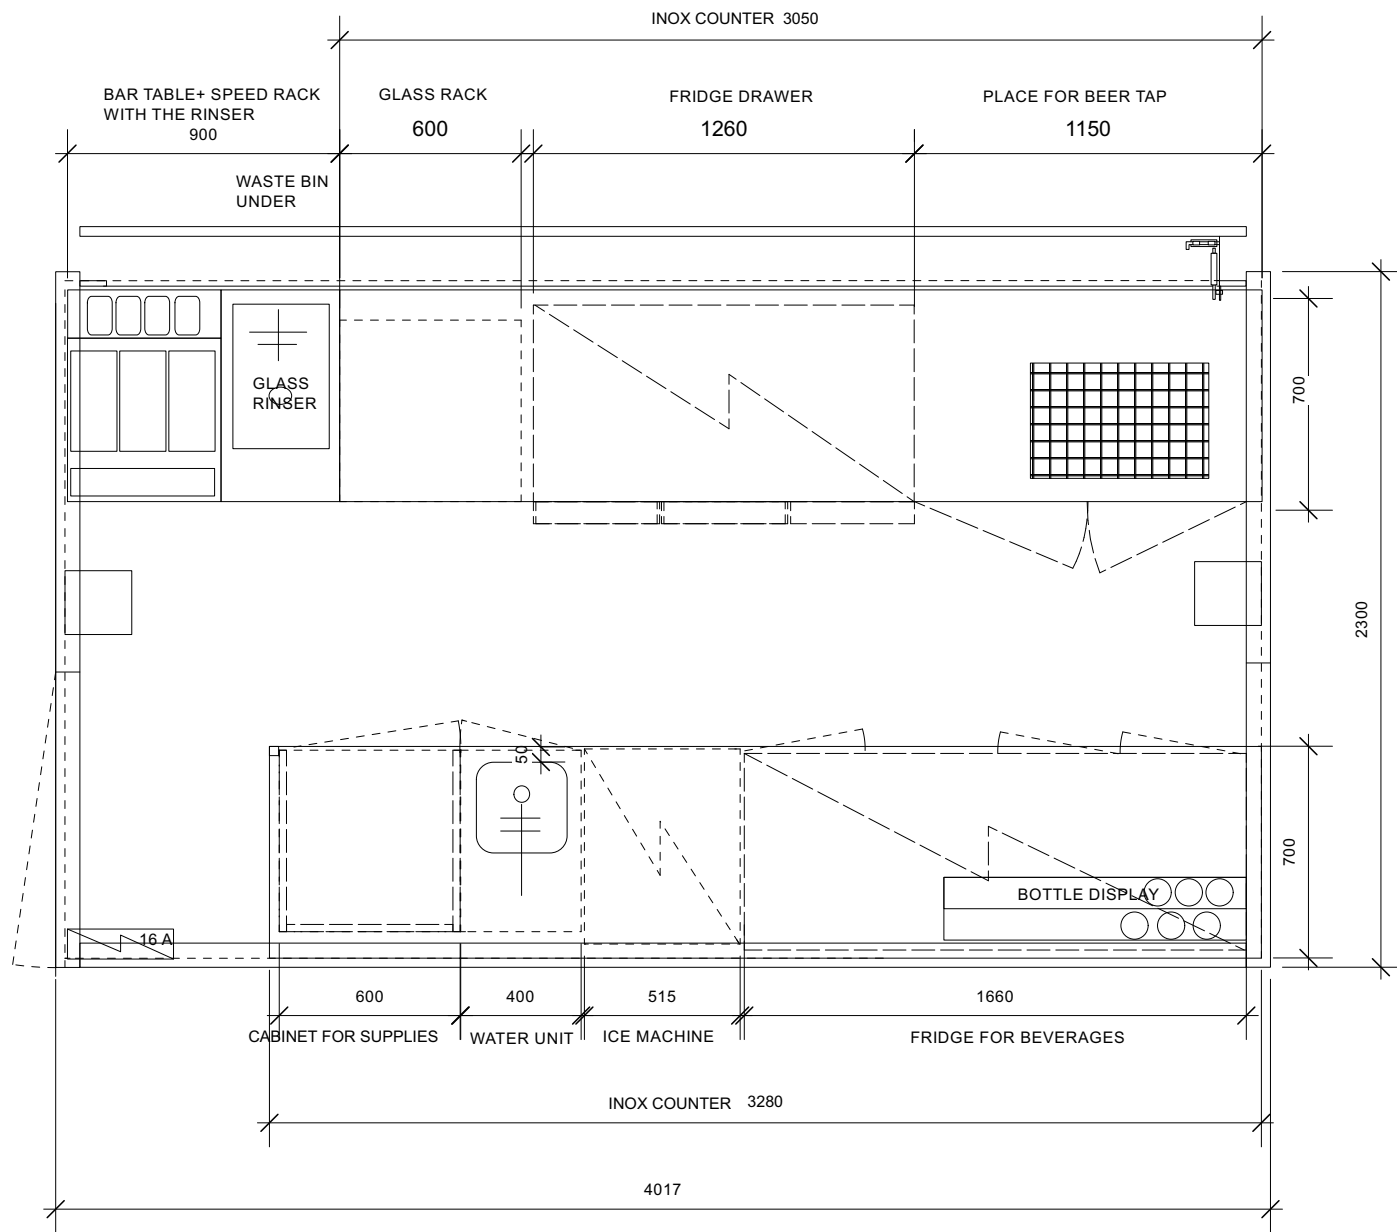 INOX COUNTER 3050
BAR TABLE+ SPEED RACK
WITH THE RINSER
900
GLASS RACK
600
FRIDGE DRAWER
1260
PLACE FOR BEER TAP
1150
WASTE BIN
UNDER
GLASS
RINSER
700
2300
50
700
BOTTLE DISPLAY
16 A
600
400
515
1660
CABINET FOR SUPPLIES
WATER UNIT
ICE MACHINE
FRIDGE FOR BEVERAGES
INOX COUNTER 3280
4017